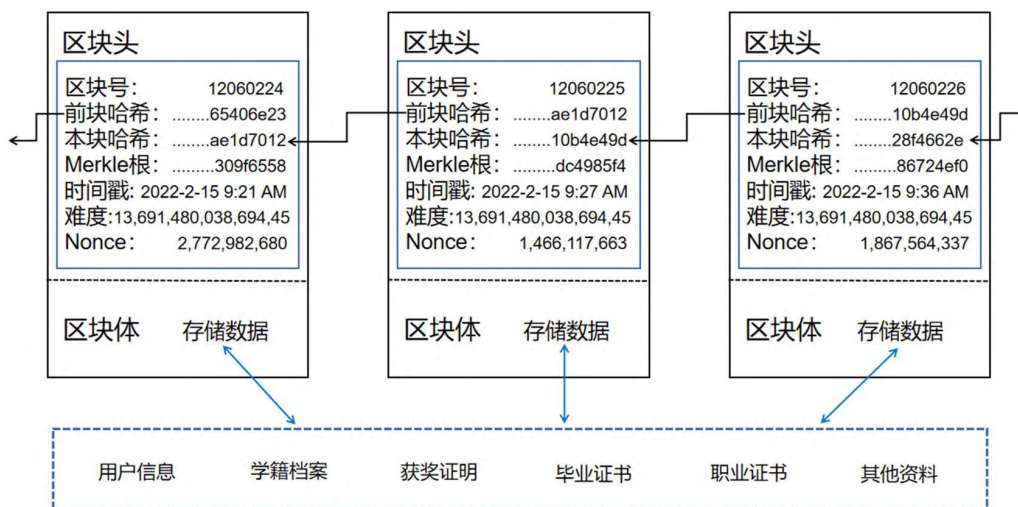 区块头
区块号： 12060224
前块哈希：........65406e23
本块哈希：........ae1d7012
Merkle根：.........309f6558
时间戳: 2022-2-15 9:21 AM
难度:13,691,480,038,694,45
Nonce： 2,772,982,680
区块体 存储数据
区块头
区块号： 12060225
前块哈希：........ae1d7012
本块哈希：........10b4e49d
Merkle根：.........dc4985f4
时间戳: 2022-2-15 9:27 AM
难度:13,691,480,038,694,45
Nonce： 1,466,117,663
区块体 存储数据
区块头
区块号： 12060226
前块哈希：........10b4e49d
本块哈希：........28f4662e
Merkle根：.........86724ef0
时间戳: 2022-2-15 9:36 AM
难度:13,691,480,038,694,45
Nonce： 1,867,564,337
区块体 存储数据
用户信息 学籍档案 获奖证明 毕业证书 职业证书 其他资料